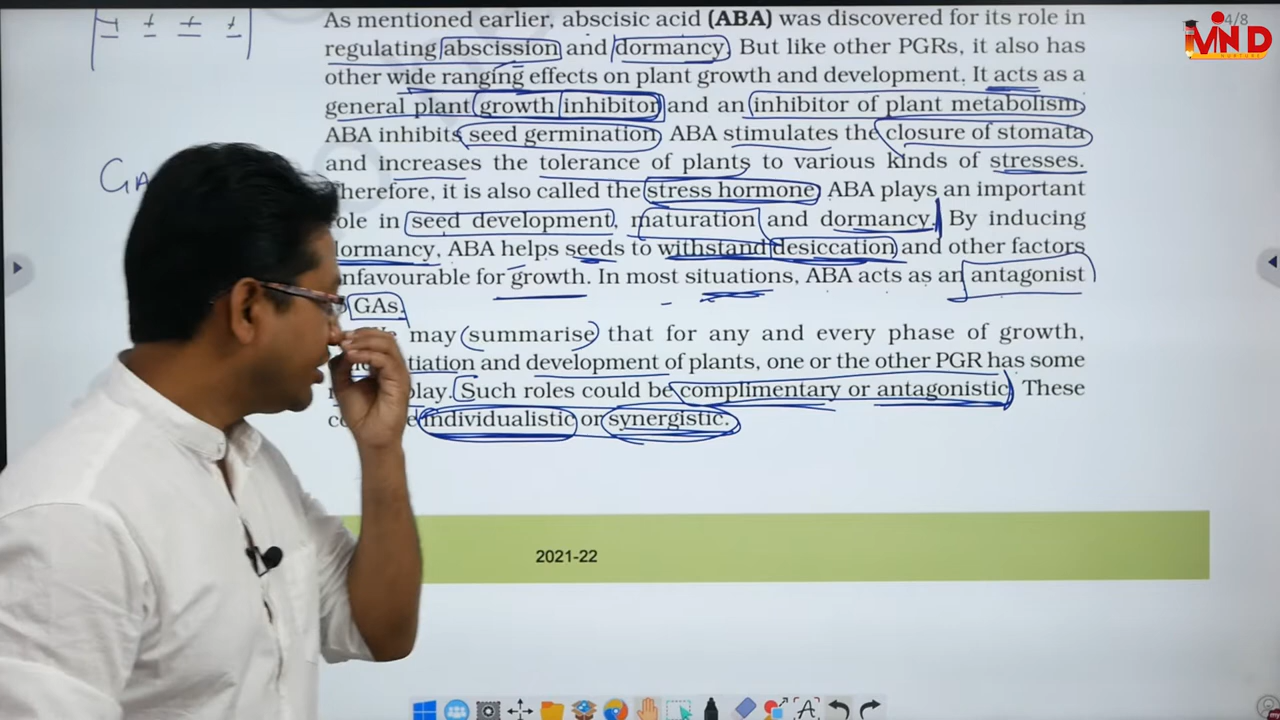 4/8
MIND
As mentioned earlier, abscisic acid (ABA) was discovered for its role in
regulating abscission and dormancy. But like other PGRs, it also has
other wide ranging effects on plant growth and development. It acts as a
general plant growth inhibitor and an inhibitor of plant metabolism.
ABA inhibits seed germination. ABA stimulates the closure of stomata
and increases the tolerance of plants to various kinds of stresses.
Therefore, it is also called the stress hormone. ABA plays an important
role in seed development, maturation and dormancy. By inducing
dormancy, ABA helps seeds to withstand desiccation and other factors
unfavourable for growth. In most situations, ABA acts as an antagonist
GAs.
may summarise that for any and every phase of growth,
and development of plants, one or the other PGR has some
play. Such roles could be complimentary or antagonistic. These
individualistic or synergistic.
2021-22
GA